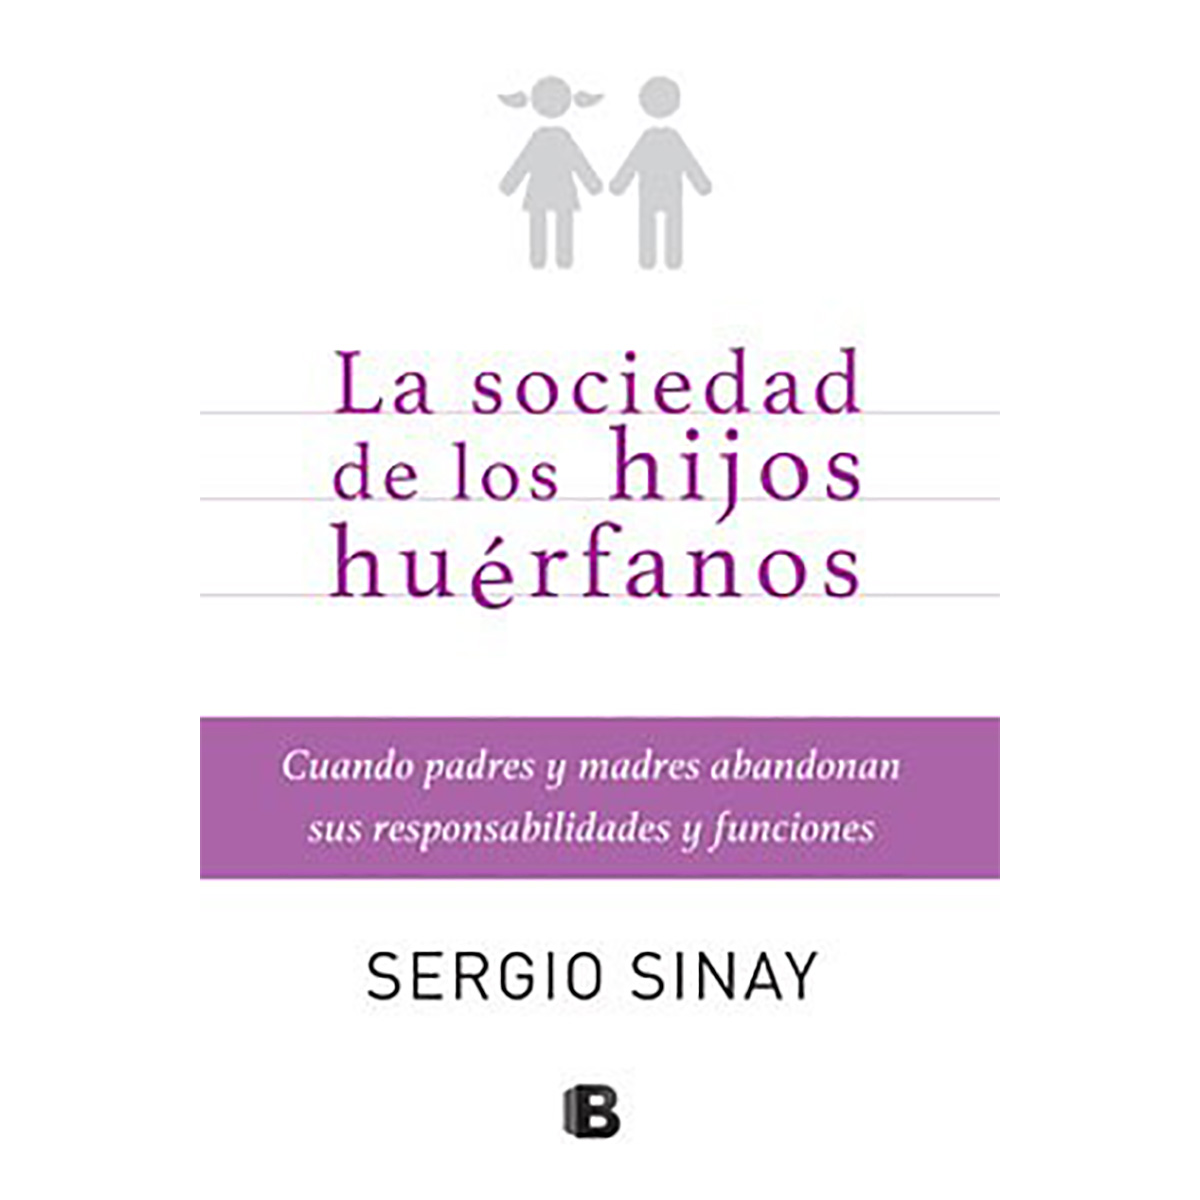 La sociedad
de los hijos
huérfanos
Cuando padres y madres abandonan
sus responsabilidades y funciones
SERGIO SINAY
B